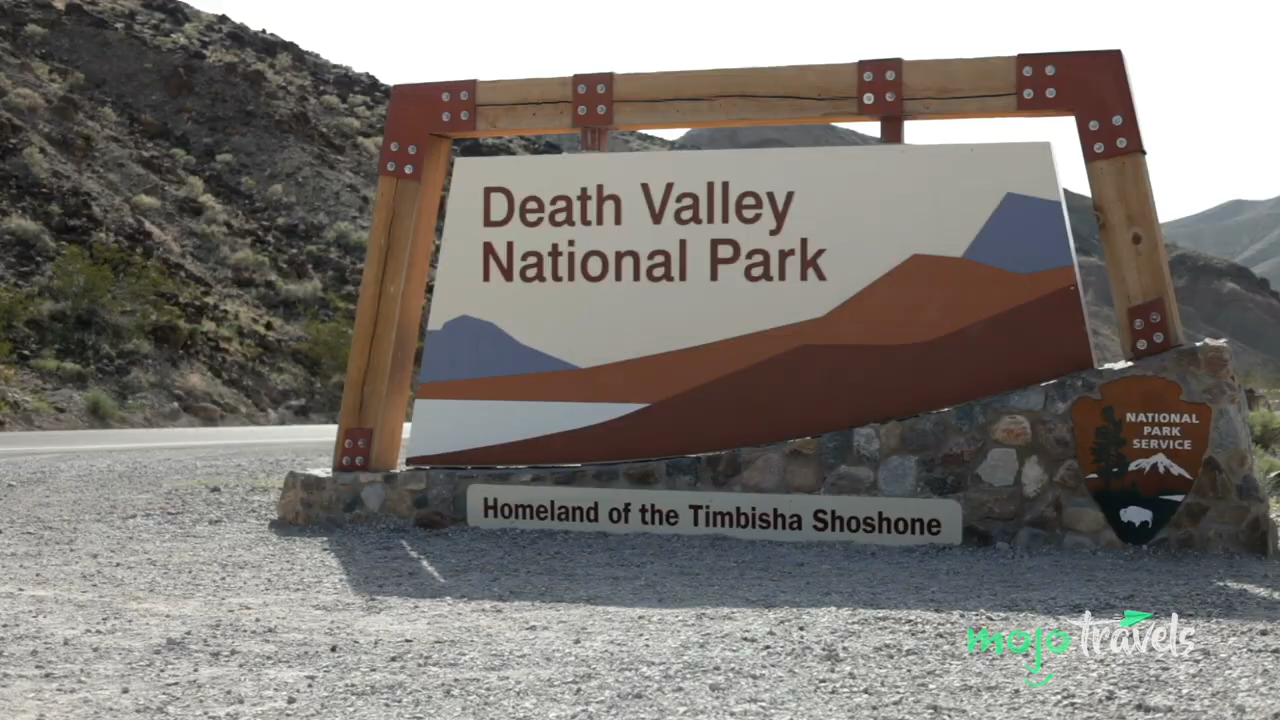 Death Valley
National Park
NATIONAL
PARK
SERVICE
Homeland of the Timbisha Shoshone
mojo travels